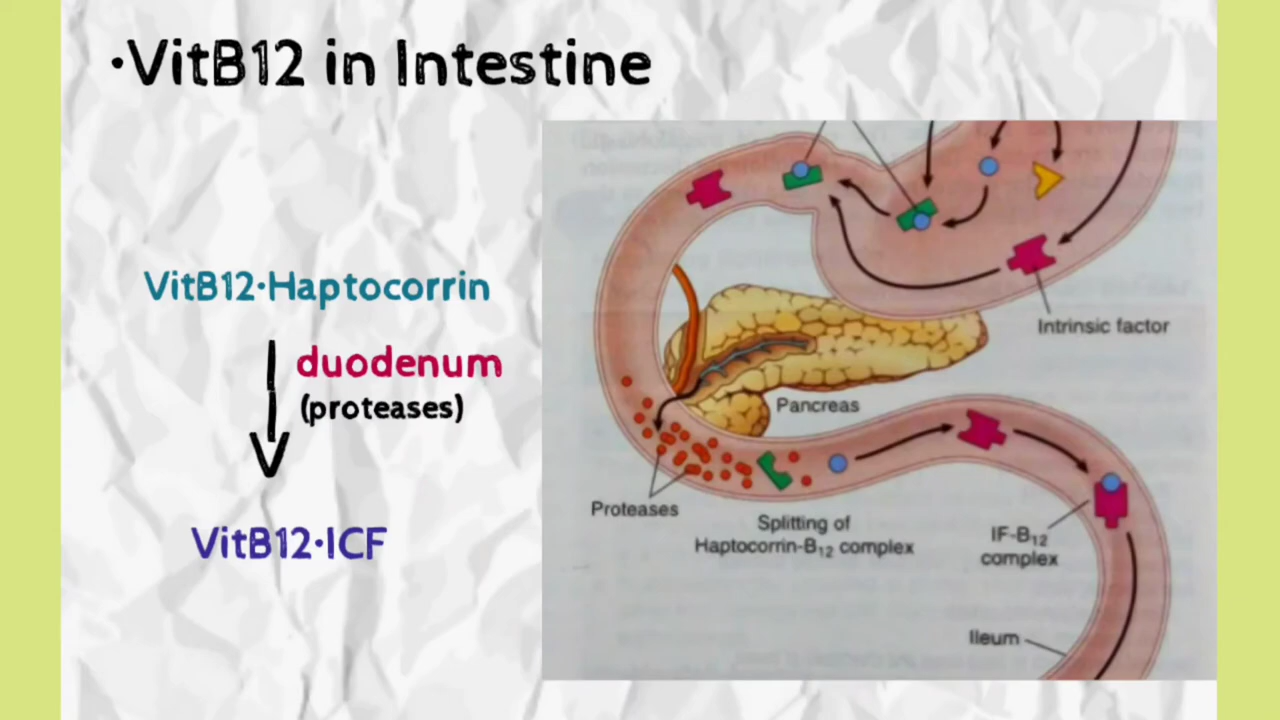 ·VitB12 in Intestine
VitB12·Haptocorrin
duodenum
(proteases)
VitB12·ICF
Intrinsic factor
Pancreas
Proteases
Splitting of
Haptocorrin-B₁₂ complex
IF-B₁₂
complex
Ileum